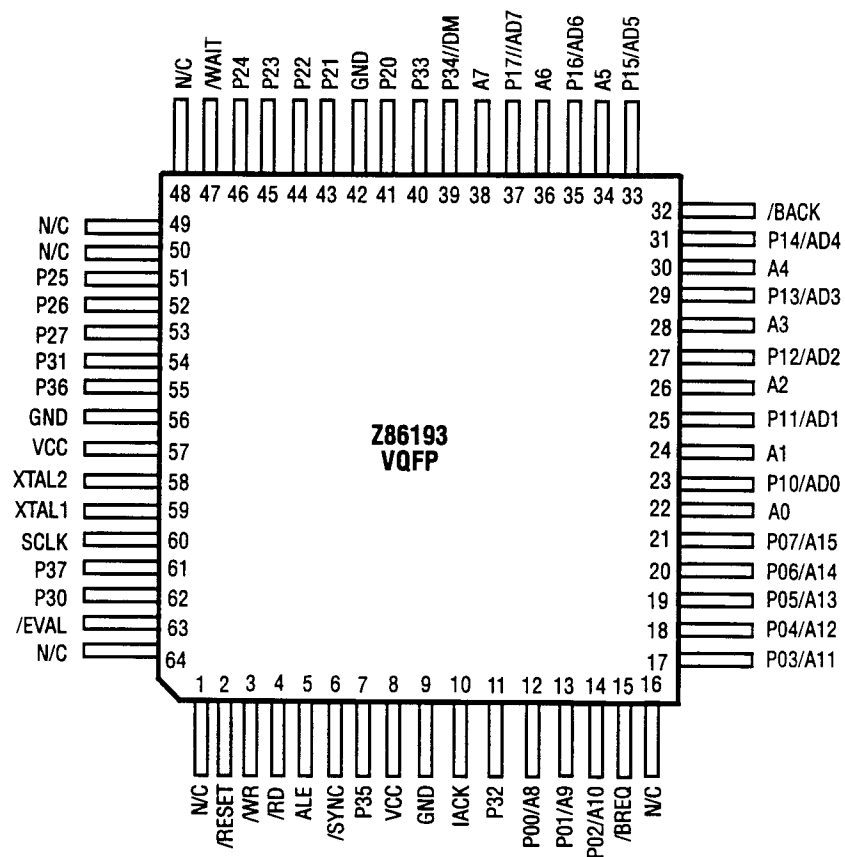 N/C /WAIT P24 P23 P22 P21 GND P20 P33 P34//DM A7 P17//AD7 A6 P16/AD6 A5 P15/AD5
48 47 46 45 44 43 42 41 40 39 38 37 36 35 34 33
N/C 49
N/C 50
P25 51
P26 52
P27 53
P31 54
P36 55
GND 56
VCC 57
XTAL2 58
XTAL1 59
SCLK 60
P37 61
P30 62
/EVAL 63
N/C 64
Z86193
VQFP
32 /BACK
31 P14/AD4
30 A4
29 P13/AD3
28 A3
27 P12/AD2
26 A2
25 P11/AD1
24 A1
23 P10/AD0
22 A0
21 P07/A15
20 P06/A14
19 P05/A13
18 P04/A12
17 P03/A11
1 2 3 4 5 6 7 8 9 10 11 12 13 14 15 16
N/C /RESET /WR /RD ALE /SYNC P35 VCC GND IACK P32 P00/A8 P01/A9 P02/A10 /BREQ N/C